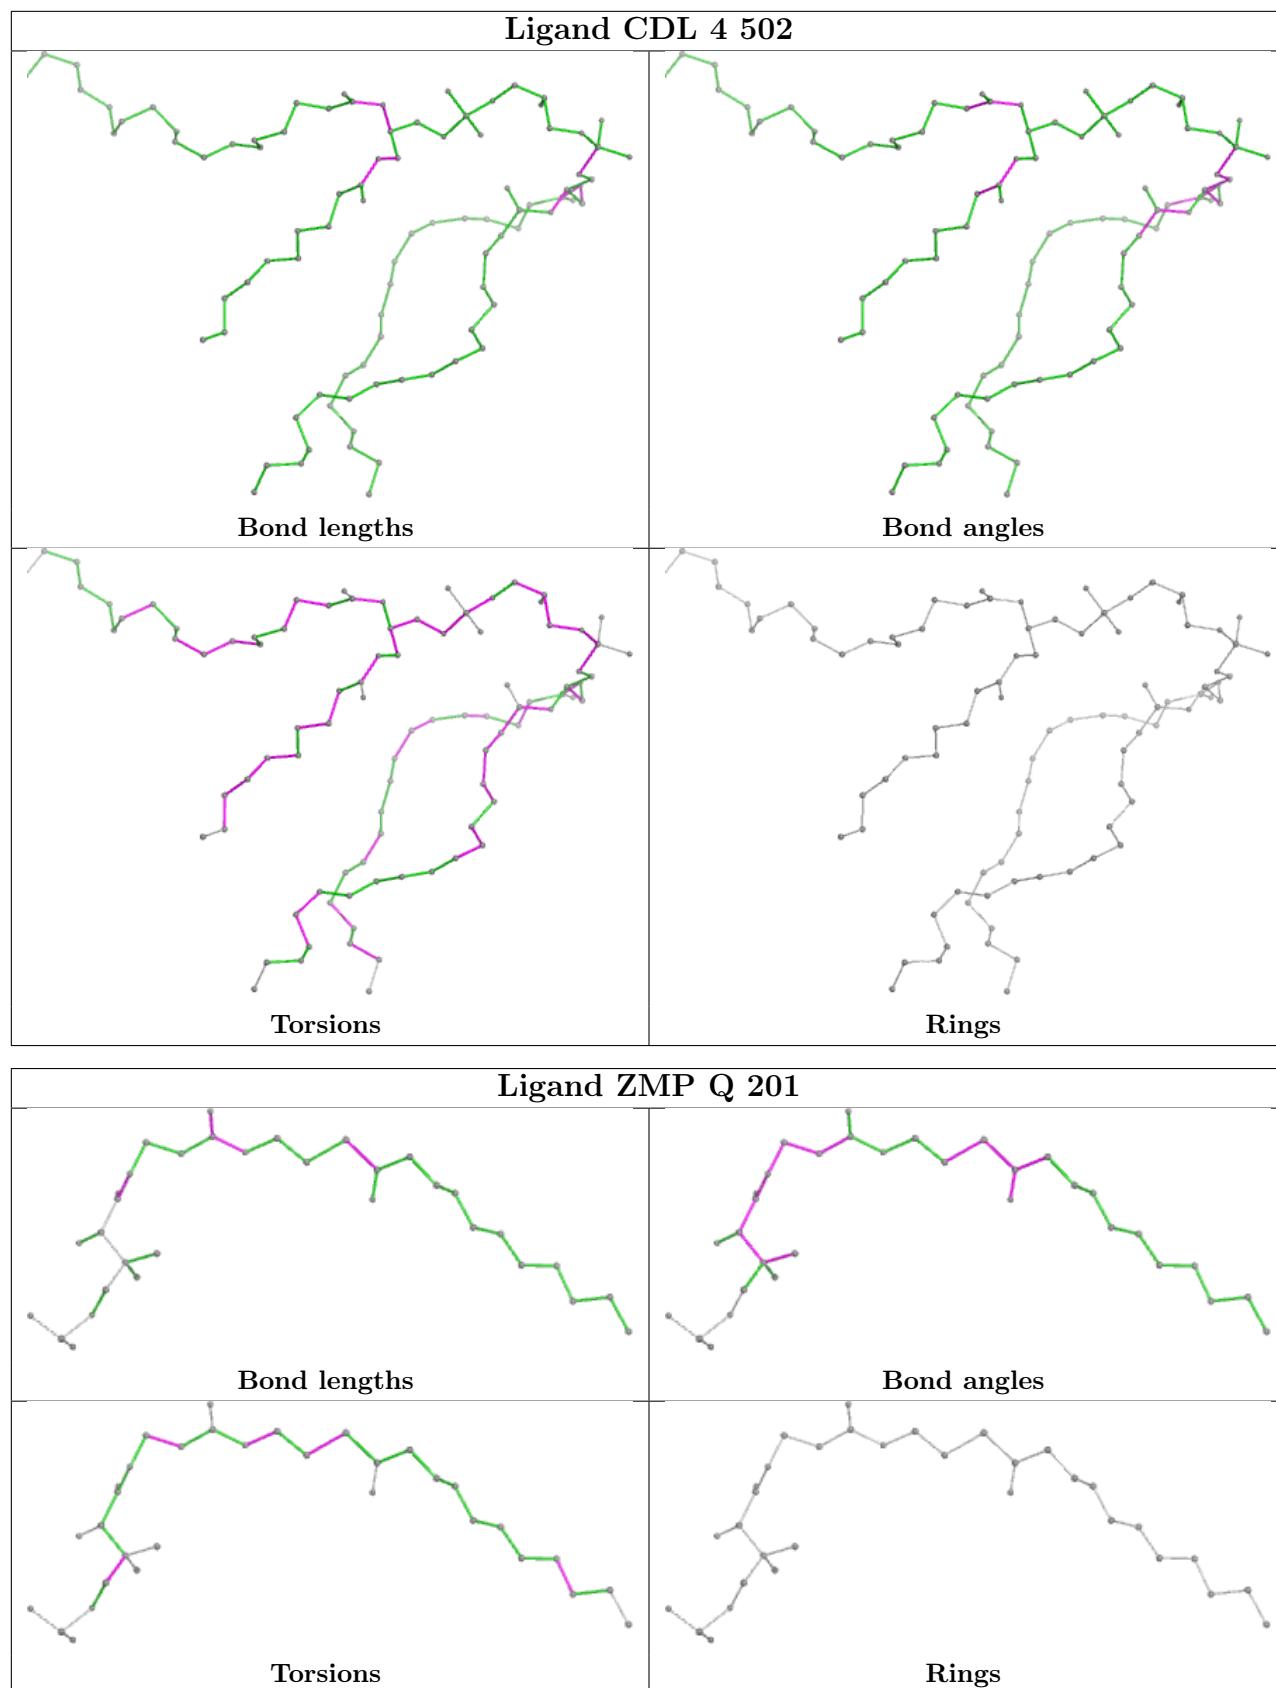 Ligand CDL 4 502
Bond lengths
Bond angles
Torsions
Rings
Ligand ZMP Q 201
Bond lengths
Bond angles
Torsions
Rings